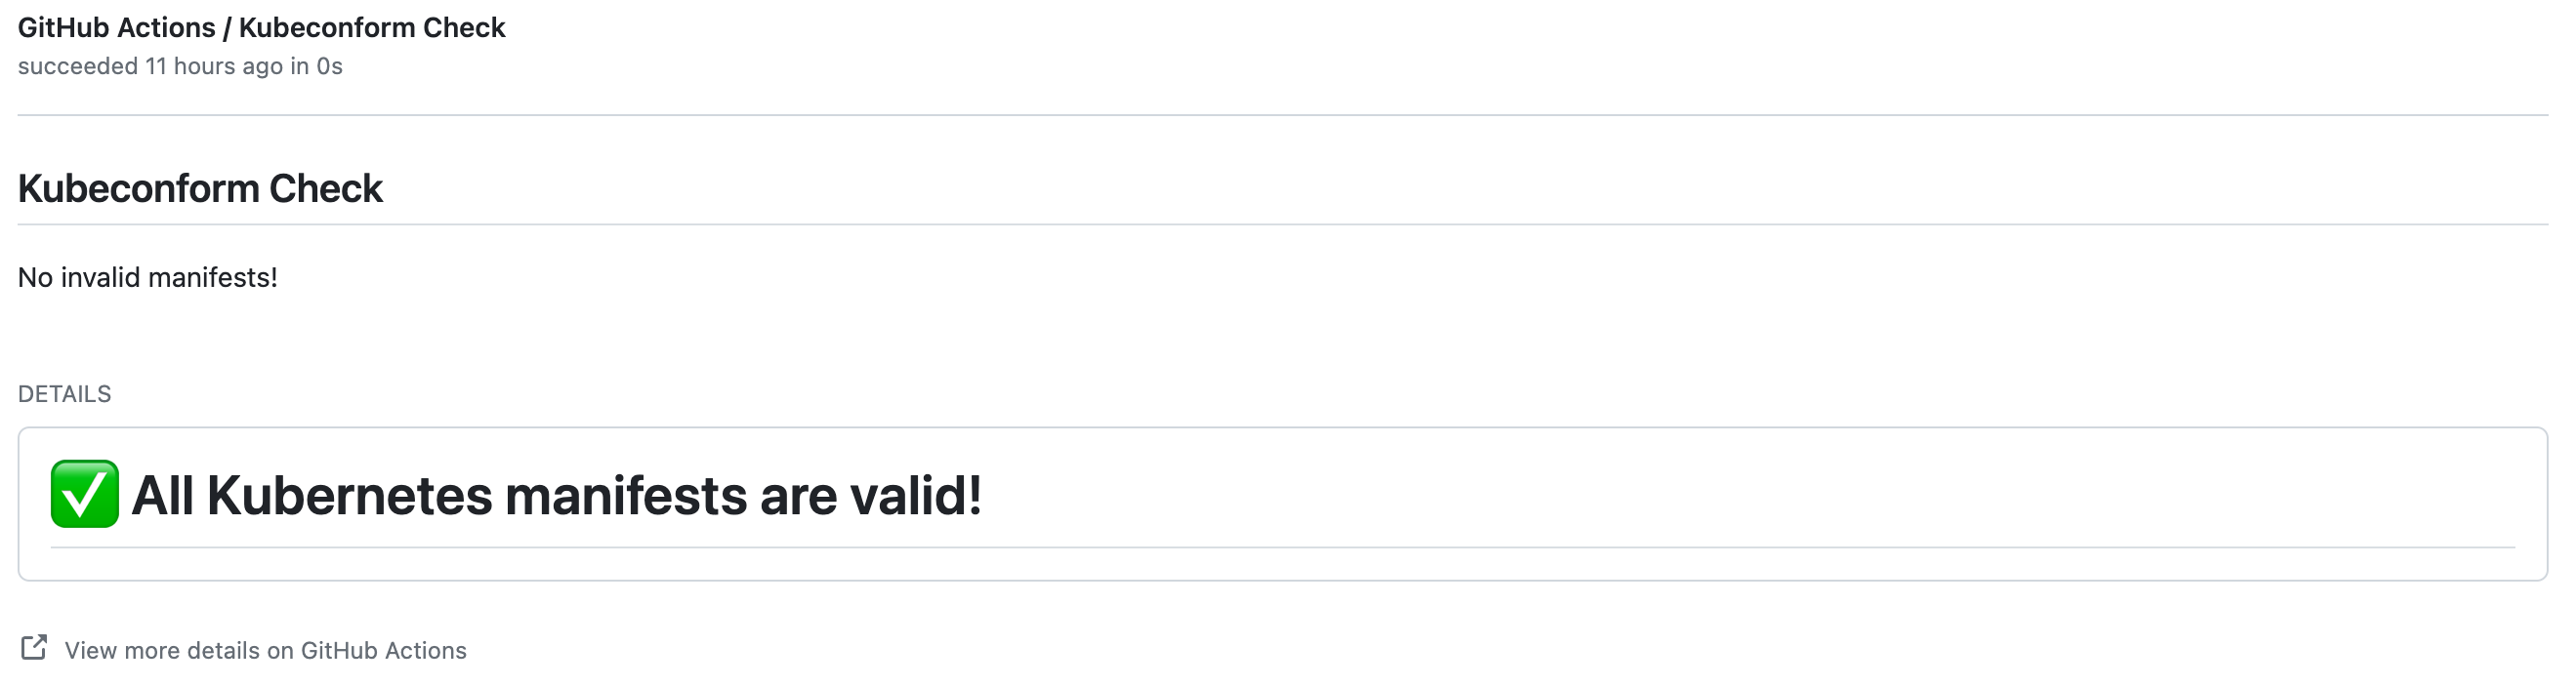 GitHub Actions / Kubeconform Check
succeeded 11 hours ago in 0s
Kubeconform Check
No invalid manifests!
DETAILS
✅ All Kubernetes manifests are valid!
View more details on GitHub Actions